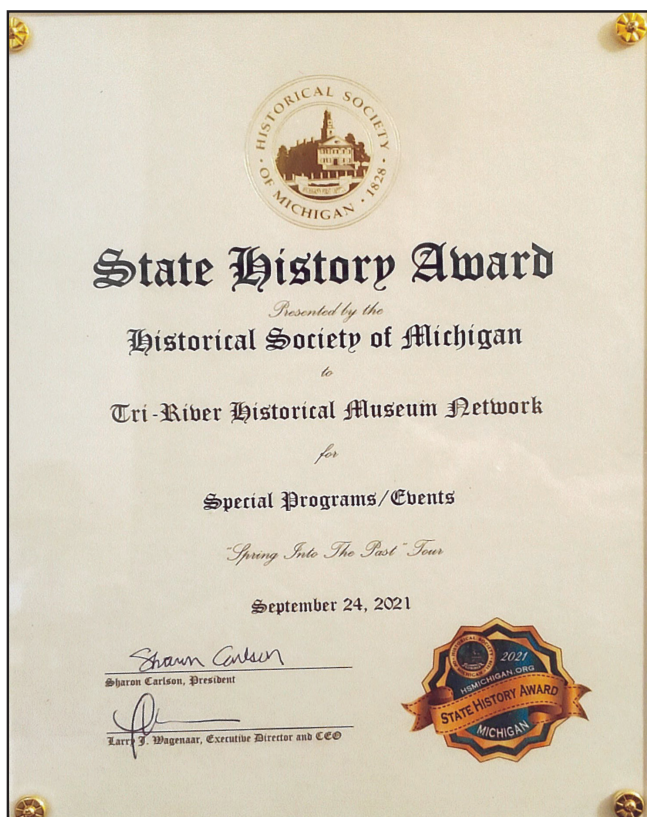 HISTORICAL SOCIETY
OF MICHIGAN · 1828 ·
State History Award
Presented by the
Historical Society of Michigan
to
Tri-River Historical Museum Network
for
Special Programs/Events
"Spring Into The Past" Tour
September 24, 2021
Sharon Carlson
Sharon Carlson, President
Larry J. Wagenaar, Executive Director and CEO
2021
HSMICHIGAN.ORG
STATE HISTORY AWARD
MICHIGAN